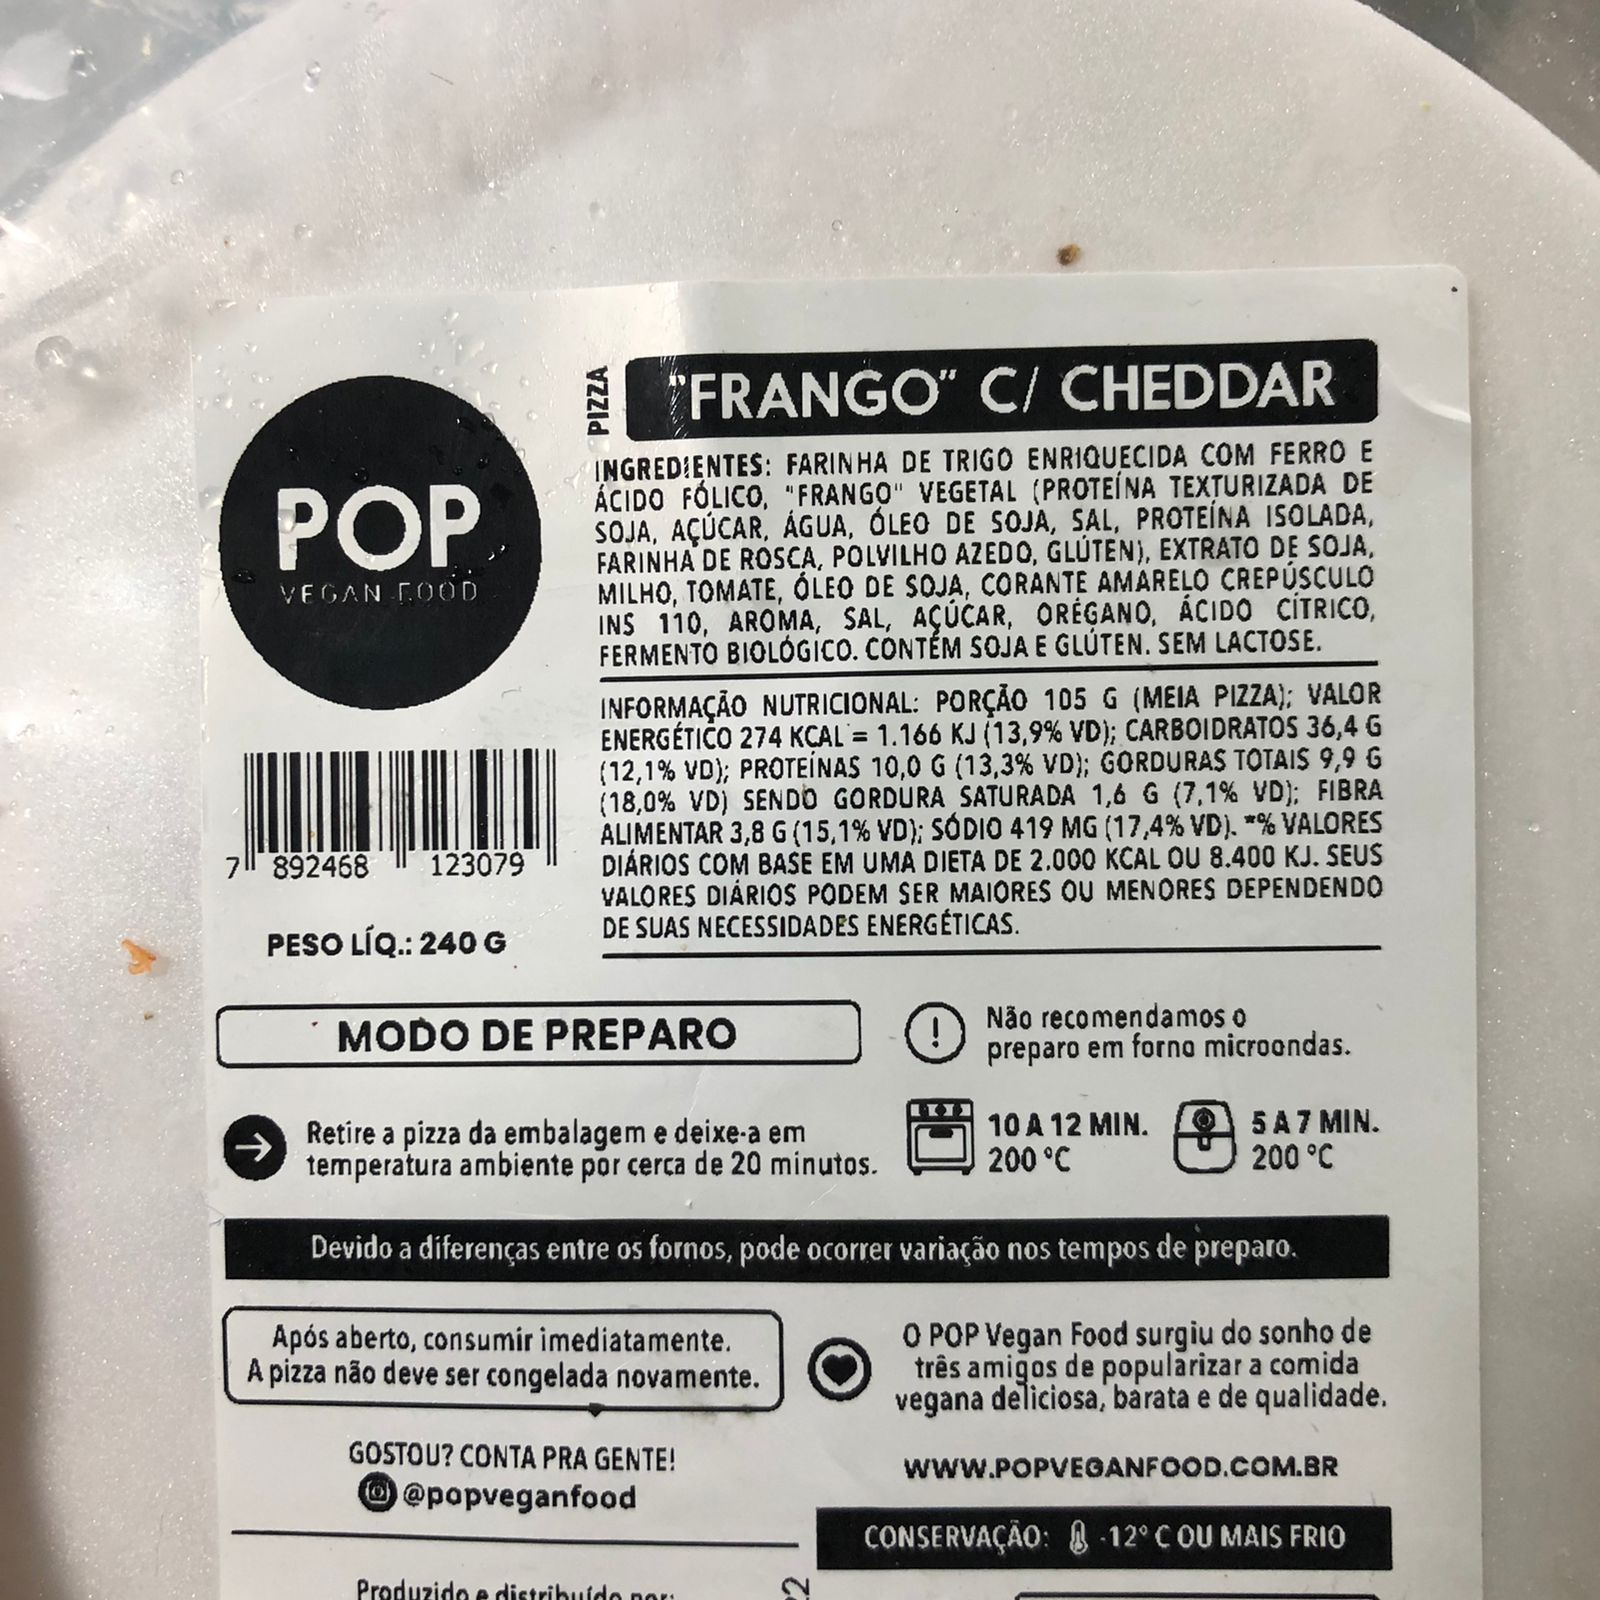 PIZZA
"FRANGO" C/ CHEDDAR
POP
VEGAN FOOD
INGREDIENTES: FARINHA DE TRIGO ENRIQUECIDA COM FERRO E
ÁCIDO FÓLICO, "FRANGO" VEGETAL (PROTEÍNA TEXTURIZADA DE
SOJA, AÇÚCAR, ÁGUA, ÓLEO DE SOJA, SAL, PROTEÍNA ISOLADA,
FARINHA DE ROSCA, POLVILHO AZEDO, GLÚTEN), EXTRATO DE SOJA,
MILHO, TOMATE, ÓLEO DE SOJA, CORANTE AMARELO CREPÚSCULO
INS 110, AROMA, SAL, AÇÚCAR, ORÉGANO, ÁCIDO CÍTRICO,
FERMENTO BIOLÓGICO. CONTÉM SOJA E GLÚTEN. SEM LACTOSE.
INFORMAÇÃO NUTRICIONAL: PORÇÃO 105 G (MEIA PIZZA); VALOR
ENERGÉTICO 274 KCAL = 1.166 KJ (13,9% VD); CARBOIDRATOS 36,4 G
(12,1% VD); PROTEÍNAS 10,0 G (13,3% VD); GORDURAS TOTAIS 9,9 G
(18,0% VD) SENDO GORDURA SATURADA 1,6 G (7,1% VD); FIBRA
ALIMENTAR 3,8 G (15,1% VD); SÓDIO 419 MG (17,4% VD). *% VALORES
DIÁRIOS COM BASE EM UMA DIETA DE 2.000 KCAL OU 8.400 KJ. SEUS
VALORES DIÁRIOS PODEM SER MAIORES OU MENORES DEPENDENDO
DE SUAS NECESSIDADES ENERGÉTICAS.
7 892468 123079
PESO LÍQ.: 240 G
MODO DE PREPARO
Não recomendamos o
preparo em forno microondas.
Retire a pizza da embalagem e deixe-a em
temperatura ambiente por cerca de 20 minutos.
10 A 12 MIN.
200 °C
5 A 7 MIN.
200 °C
Devido a diferenças entre os fornos, pode ocorrer variação nos tempos de preparo.
Após aberto, consumir imediatamente.
A pizza não deve ser congelada novamente.
O POP Vegan Food surgiu do sonho de
três amigos de popularizar a comida
vegana deliciosa, barata e de qualidade.
GOSTOU? CONTA PRA GENTE!
@popveganfood
WWW.POPVEGANFOOD.COM.BR
CONSERVAÇÃO: -12° C OU MAIS FRIO
Produzido e distribuído por: